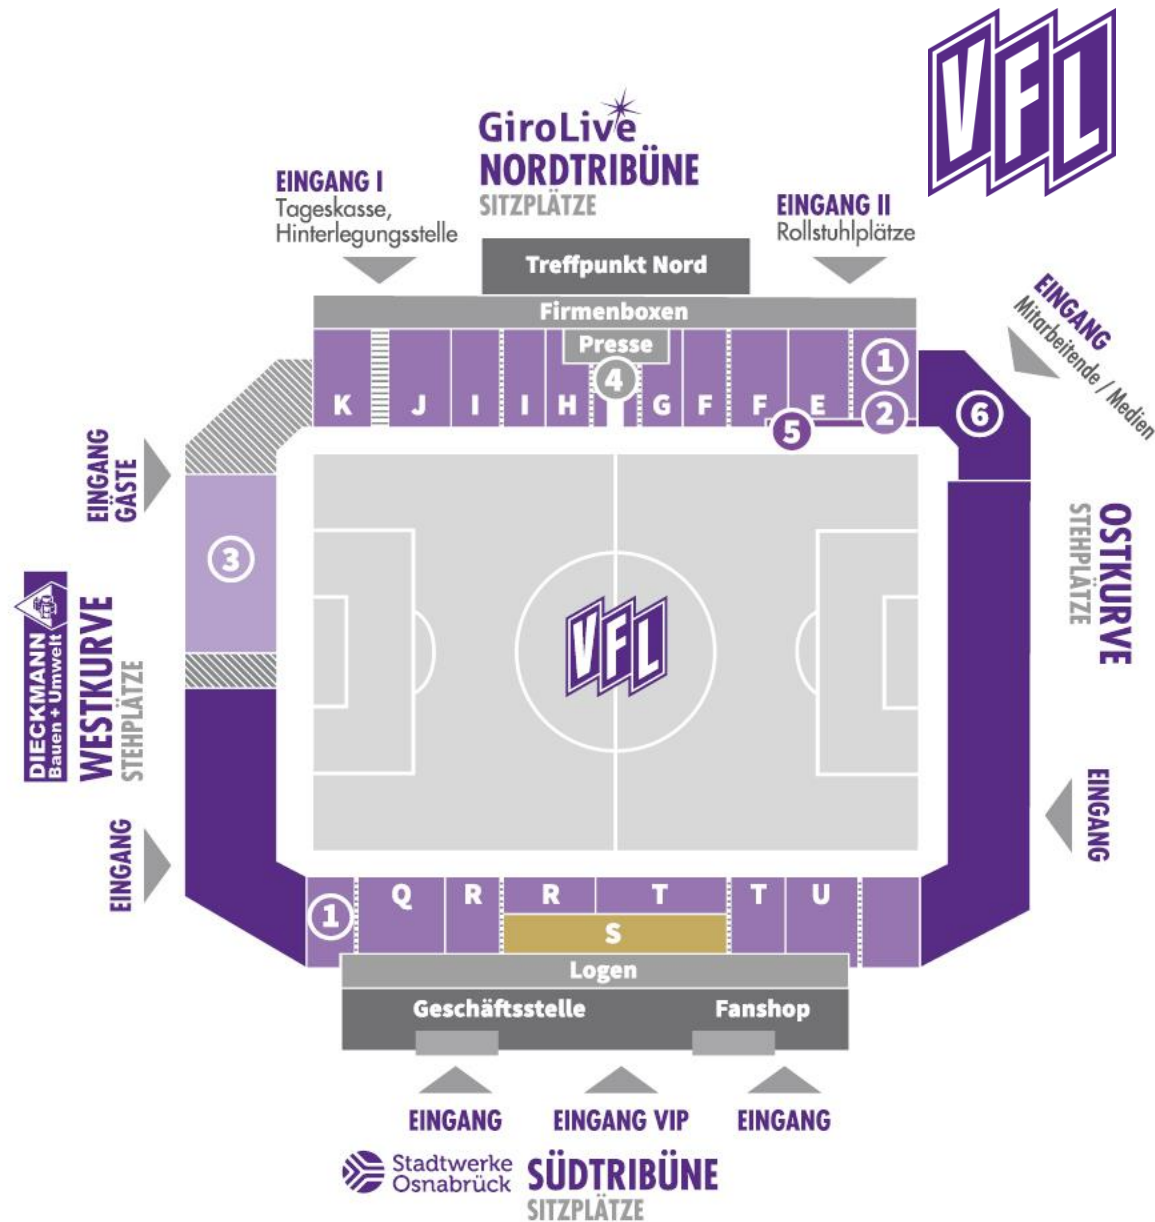 VFL
GiroLive
NORDTRIBÜNE
SITZPLÄTZE
EINGANG I
Tageskasse,
Hinterlegungsstelle
EINGANG II
Rollstuhlplätze
Treffpunkt Nord
Firmenboxen
Presse
EINGANG
Mitarbeitende / Medien
1
4
K J I I H G F F E
2
5
6
EINGANG
GÄSTE
3
OSTKURVE
STEHPLÄTZE
DIECKMANN
Bauen + Umwelt
WESTKURVE
STEHPLÄTZE
VFL
EINGANG
EINGANG
1
Q R R T T U
S
Logen
Geschäftsstelle
Fanshop
EINGANG
EINGANG VIP
EINGANG
Stadtwerke
Osnabrück
SÜDTRIBÜNE
SITZPLÄTZE